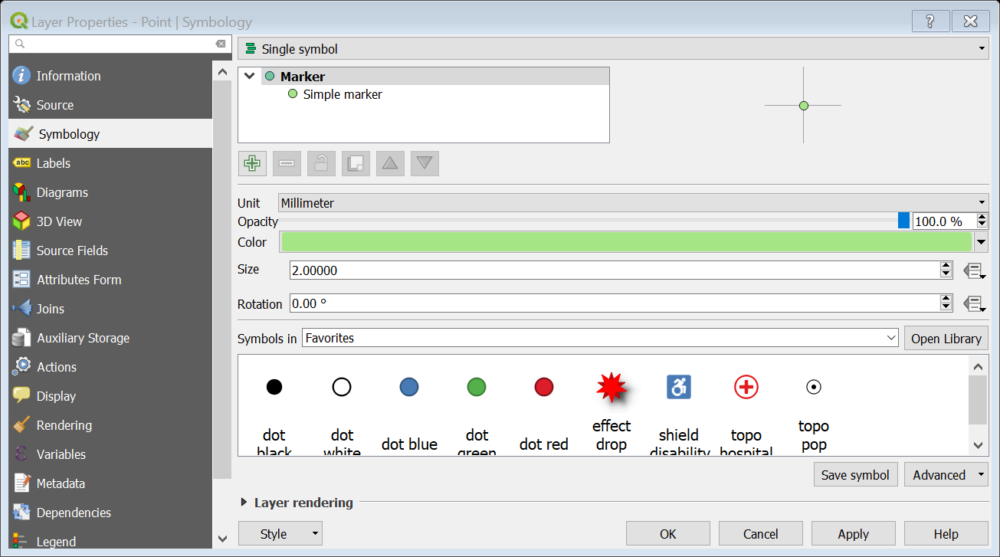 Layer Properties - Point | Symbology
Single symbol
Information
Source
Symbology
Labels
abc
Diagrams
3D View
Source Fields
Attributes Form
Joins
Auxiliary Storage
Actions
Display
Rendering
Variables
Metadata
Dependencies
Legend
Marker
Simple marker
Unit Millimeter
Opacity 100.0 %
Color
Size 2.00000
Rotation 0.00 °
Symbols in Favorites Open Library
dot black
dot white
dot blue
dot green
dot red
effect drop
shield disability
topo hospital
topo pop
Save symbol Advanced
Layer rendering
Style OK Cancel Apply Help